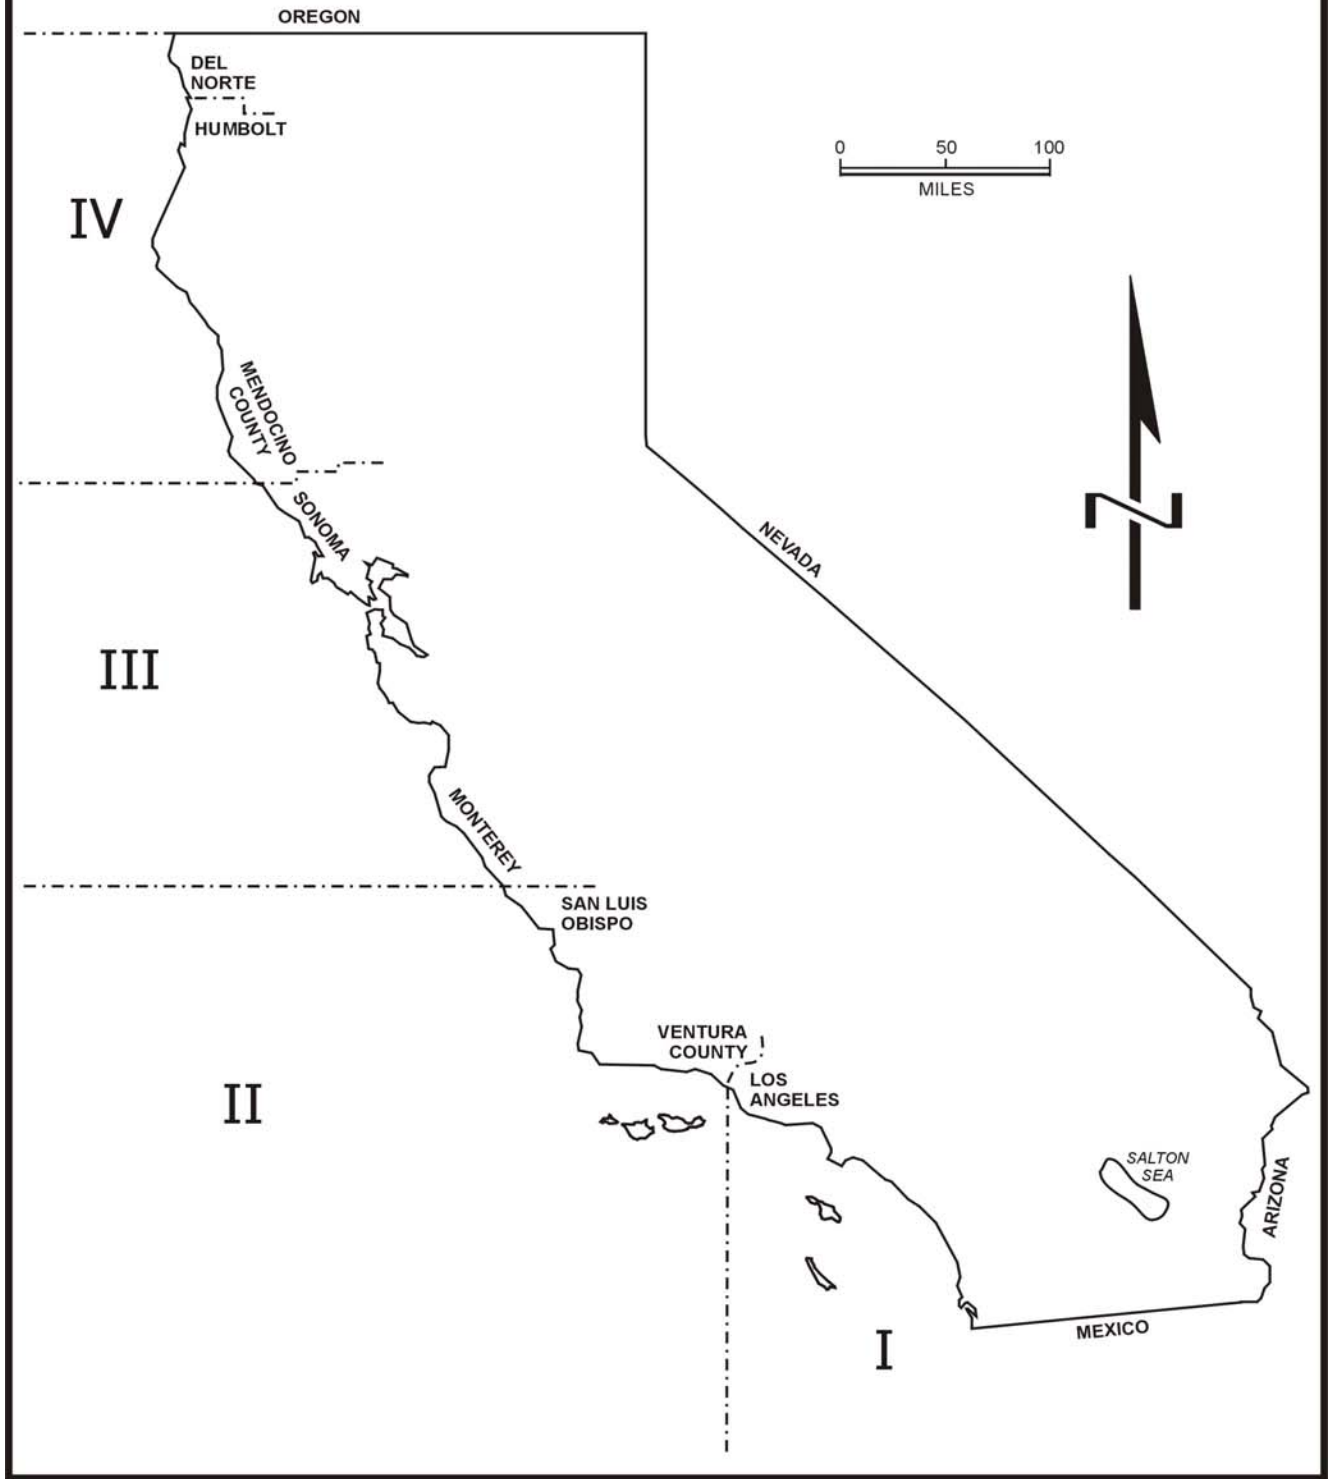 OREGON
DEL
NORTE
HUMBOLT
0 50 100
MILES
IV
MENDOCINO
COUNTY
SONOMA
NEVADA
N
III
MONTEREY
SAN LUIS
OBISPO
VENTURA
COUNTY
LOS
ANGELES
II
SALTON
SEA
ARIZONA
I
MEXICO